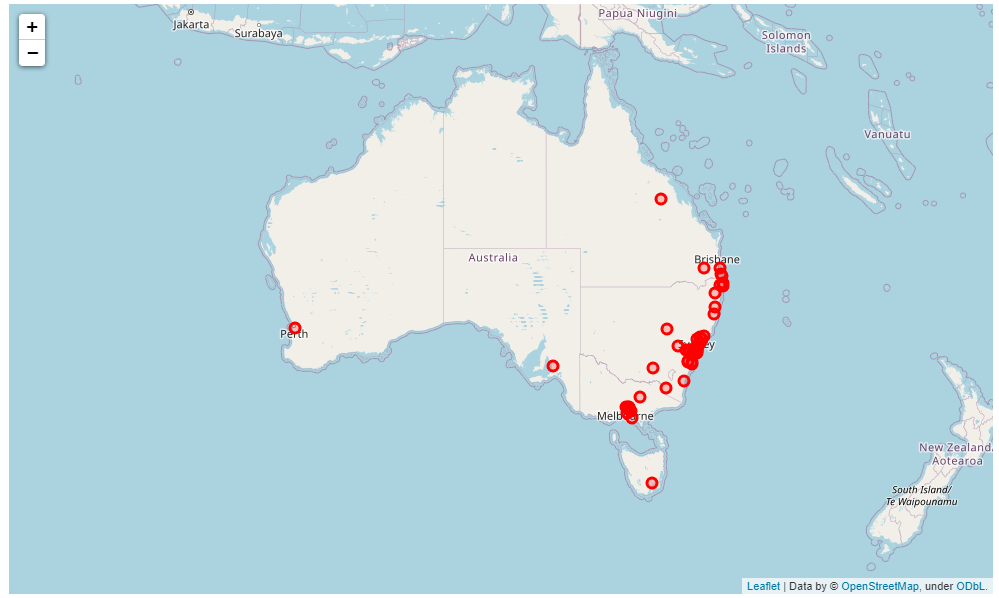 +
−
Jakarta
Surabaya
Papua Niugini
Solomon
Islands
Vanuatu
Brisbane
Australia
Perth
Melbourne
New Zealand/
Aotearoa
South Island/
Te Waipounamu
Leaflet | Data by © OpenStreetMap, under ODbL.